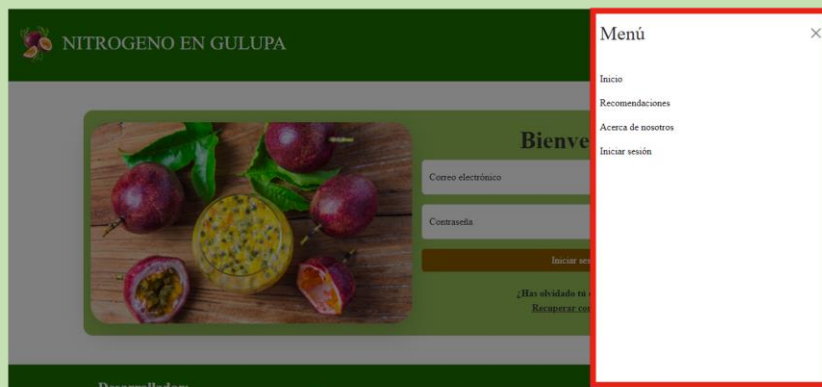 NITROGENO EN GULUPA
Menú
Inicio
Recomendaciones
Acerca de nosotros
Iniciar sesión
Bienve
Correo electrónico
Contraseña
Iniciar ses
¿Has olvidado tú
Recuperar con
Desarrollador